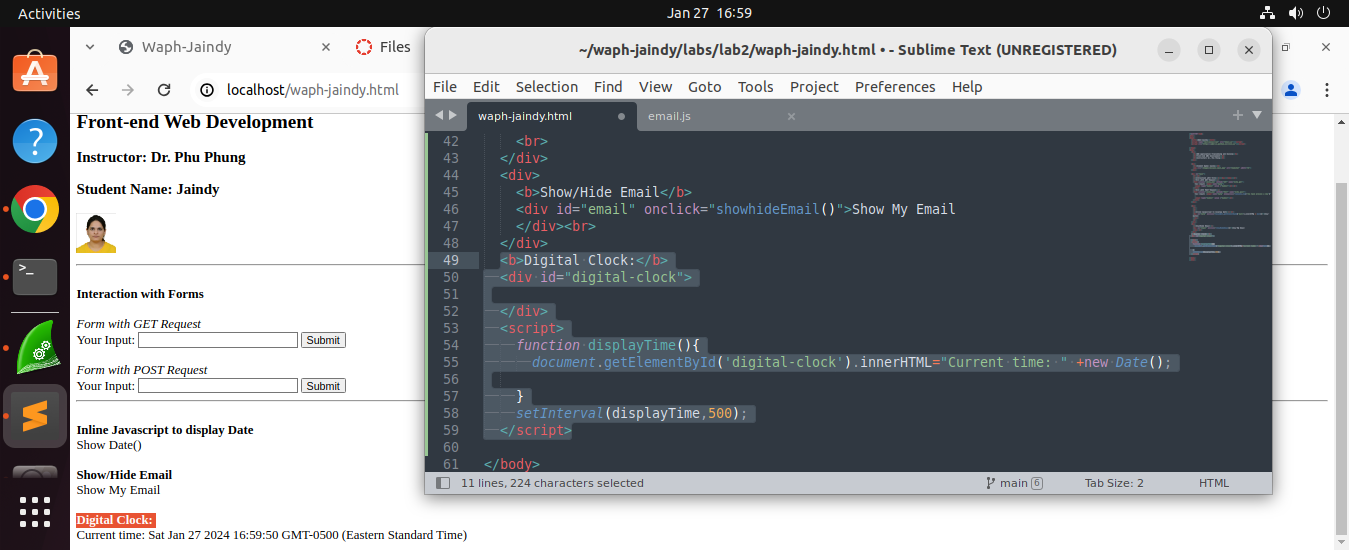 Activities
Jan 27 16:59
Waph-Jaindy
Files
localhost/waph-jaindy.html
Front-end Web Development
Instructor: Dr. Phu Phung
Student Name: Jaindy
Interaction with Forms
Form with GET Request
Your Input: Submit
Form with POST Request
Your Input: Submit
Inline Javascript to display Date
Show Date()
Show/Hide Email
Show My Email
Digital Clock:
Current time: Sat Jan 27 2024 16:59:50 GMT-0500 (Eastern Standard Time)
~/waph-jaindy/labs/lab2/waph-jaindy.html • - Sublime Text (UNREGISTERED)
File Edit Selection Find View Goto Tools Project Preferences Help
waph-jaindy.html
email.js
42 <br>
43 </div>
44 <div>
45 <b>Show/Hide Email</b>
46 <div id="email" onclick="showhideEmail()">Show My Email
47 </div><br>
48 </div>
49 <b>Digital Clock:</b>
50 <div id="digital-clock">
51
52 </div>
53 <script>
54 function displayTime(){
55 document.getElementById('digital-clock').innerHTML="Current time: " +new Date();
56
57 }
58 setInterval(displayTime,500);
59 </script>
60
61 </body>
11 lines, 224 characters selected
main 6
Tab Size: 2
HTML